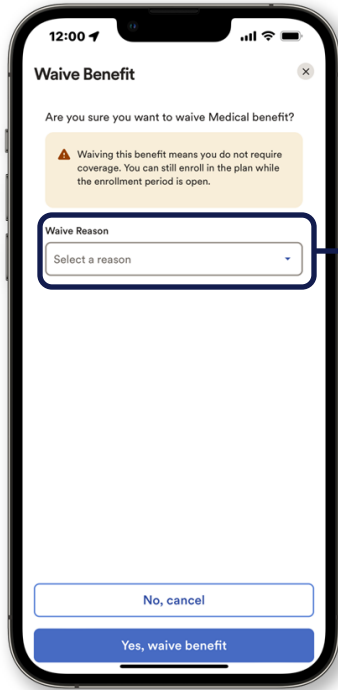 12:00
Waive Benefit
Are you sure you want to waive Medical benefit?
Waiving this benefit means you do not require
coverage. You can still enroll in the plan while
the enrollment period is open.
Waive Reason
Select a reason
No, cancel
Yes, waive benefit